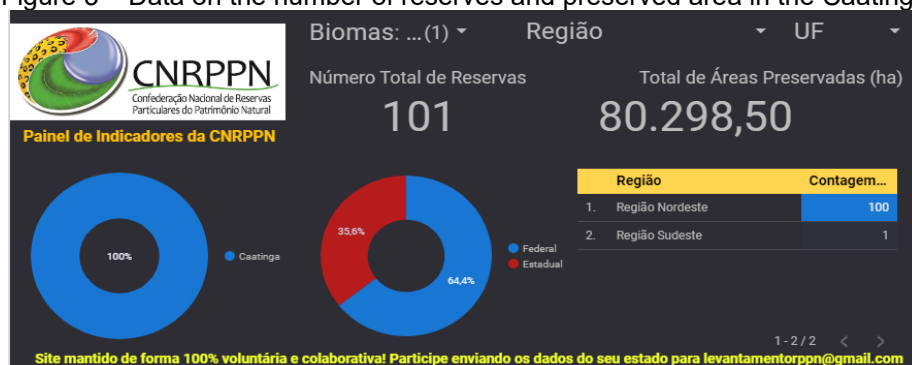 Figure 6 – Data on the number of reserves and preserved area in the Caating
CNRPPN
Confederação Nacional de Reservas
Particulares do Patrimônio Natural
Painel de Indicadores da CNRPPN
Biomas: ...(1)
Região
UF
Número Total de Reservas
101
Total de Áreas Preservadas (ha)
80.298,50
100%
Caatinga
35,6%
64,4%
Federal
Estadual
Região Contagem...
1. Região Nordeste 100
2. Região Sudeste 1
1-2/2 < >
Site mantido de forma 100% voluntária e colaborativa! Participe enviando os dados do seu estado para levantamentorppn@gmail.com